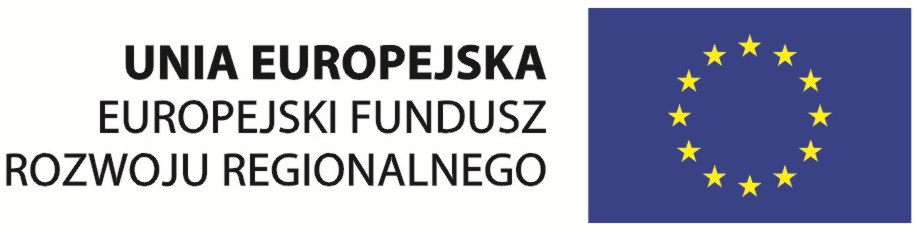 UNIA EUROPEJSKA
EUROPEJSKI FUNDUSZ
ROZWOJU REGIONALNEGO